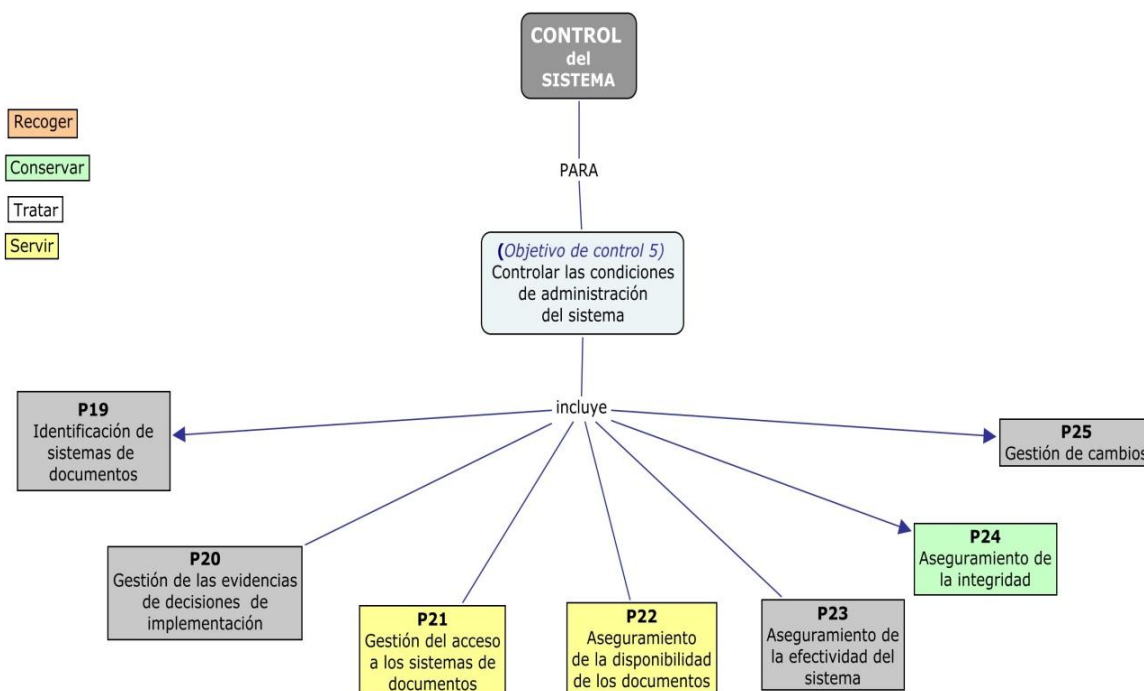 CONTROL
del
SISTEMA
Recoger
Conservar
Tratar
Servir
PARA
(Objetivo de control 5)
Controlar las condiciones
de administración
del sistema
incluye
P19
Identificación de
sistemas de
documentos
P20
Gestión de las evidencias
de decisiones de
implementación
P21
Gestión del acceso
a los sistemas de
documentos
P22
Aseguramiento
de la disponibilidad
de los documentos
P23
Aseguramiento de
la efectividad del
sistema
P24
Aseguramiento de
la integridad
P25
Gestión de cambios